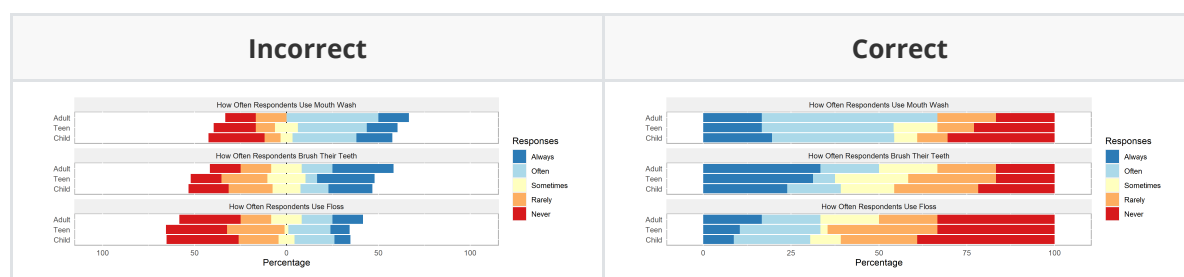 Incorrect
Correct
How Often Respondents Use Mouth Wash
Adult
Teen
Child
How Often Respondents Brush Their Teeth
Adult
Teen
Child
How Often Respondents Use Floss
Adult
Teen
Child
100 50 0 50 100
Percentage
Responses
Always
Often
Sometimes
Rarely
Never
How Often Respondents Use Mouth Wash
Adult
Teen
Child
How Often Respondents Brush Their Teeth
Adult
Teen
Child
How Often Respondents Use Floss
Adult
Teen
Child
0 25 50 75 100
Percentage
Responses
Always
Often
Sometimes
Rarely
Never